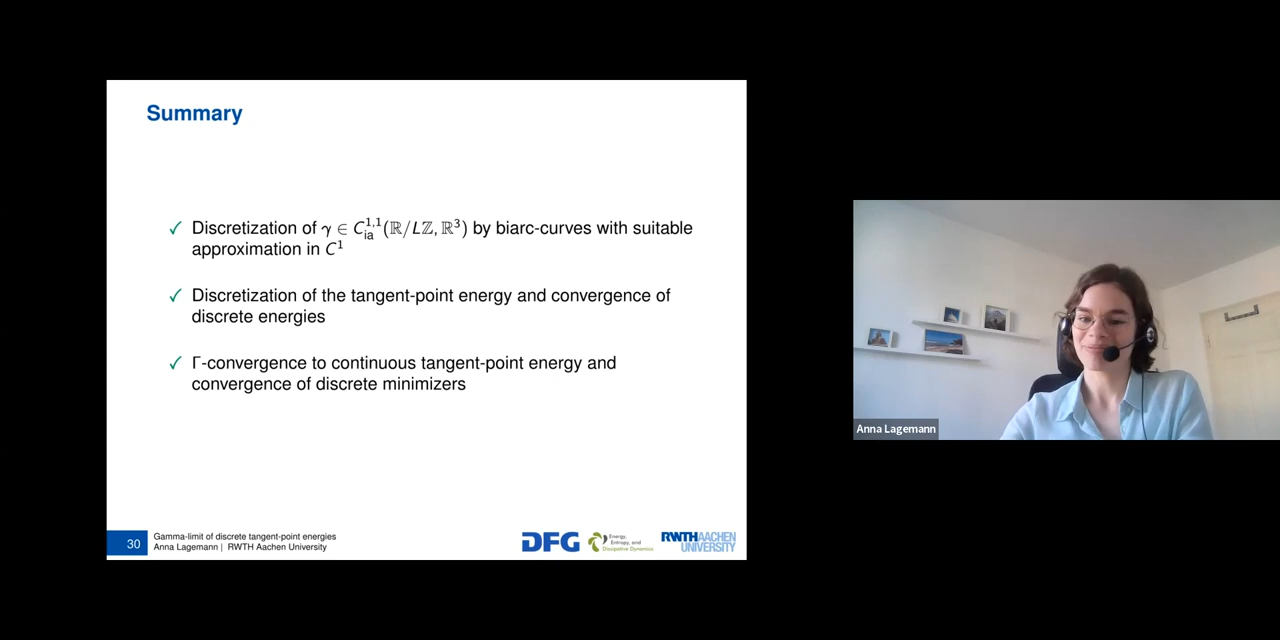 Summary
✓ Discretization of γ ∈ C^{1,1}_{ia}(ℝ/Lℤ, ℝ³) by biarc-curves with suitable
approximation in C¹
✓ Discretization of the tangent-point energy and convergence of
discrete energies
✓ Γ-convergence to continuous tangent-point energy and
convergence of discrete minimizers
30
Gamma-limit of discrete tangent-point energies
Anna Lagemann | RWTH Aachen University
DFG
Energy,
Entropy, and
Dissipative Dynamics
RWTHAACHEN
UNIVERSITY
Anna Lagemann